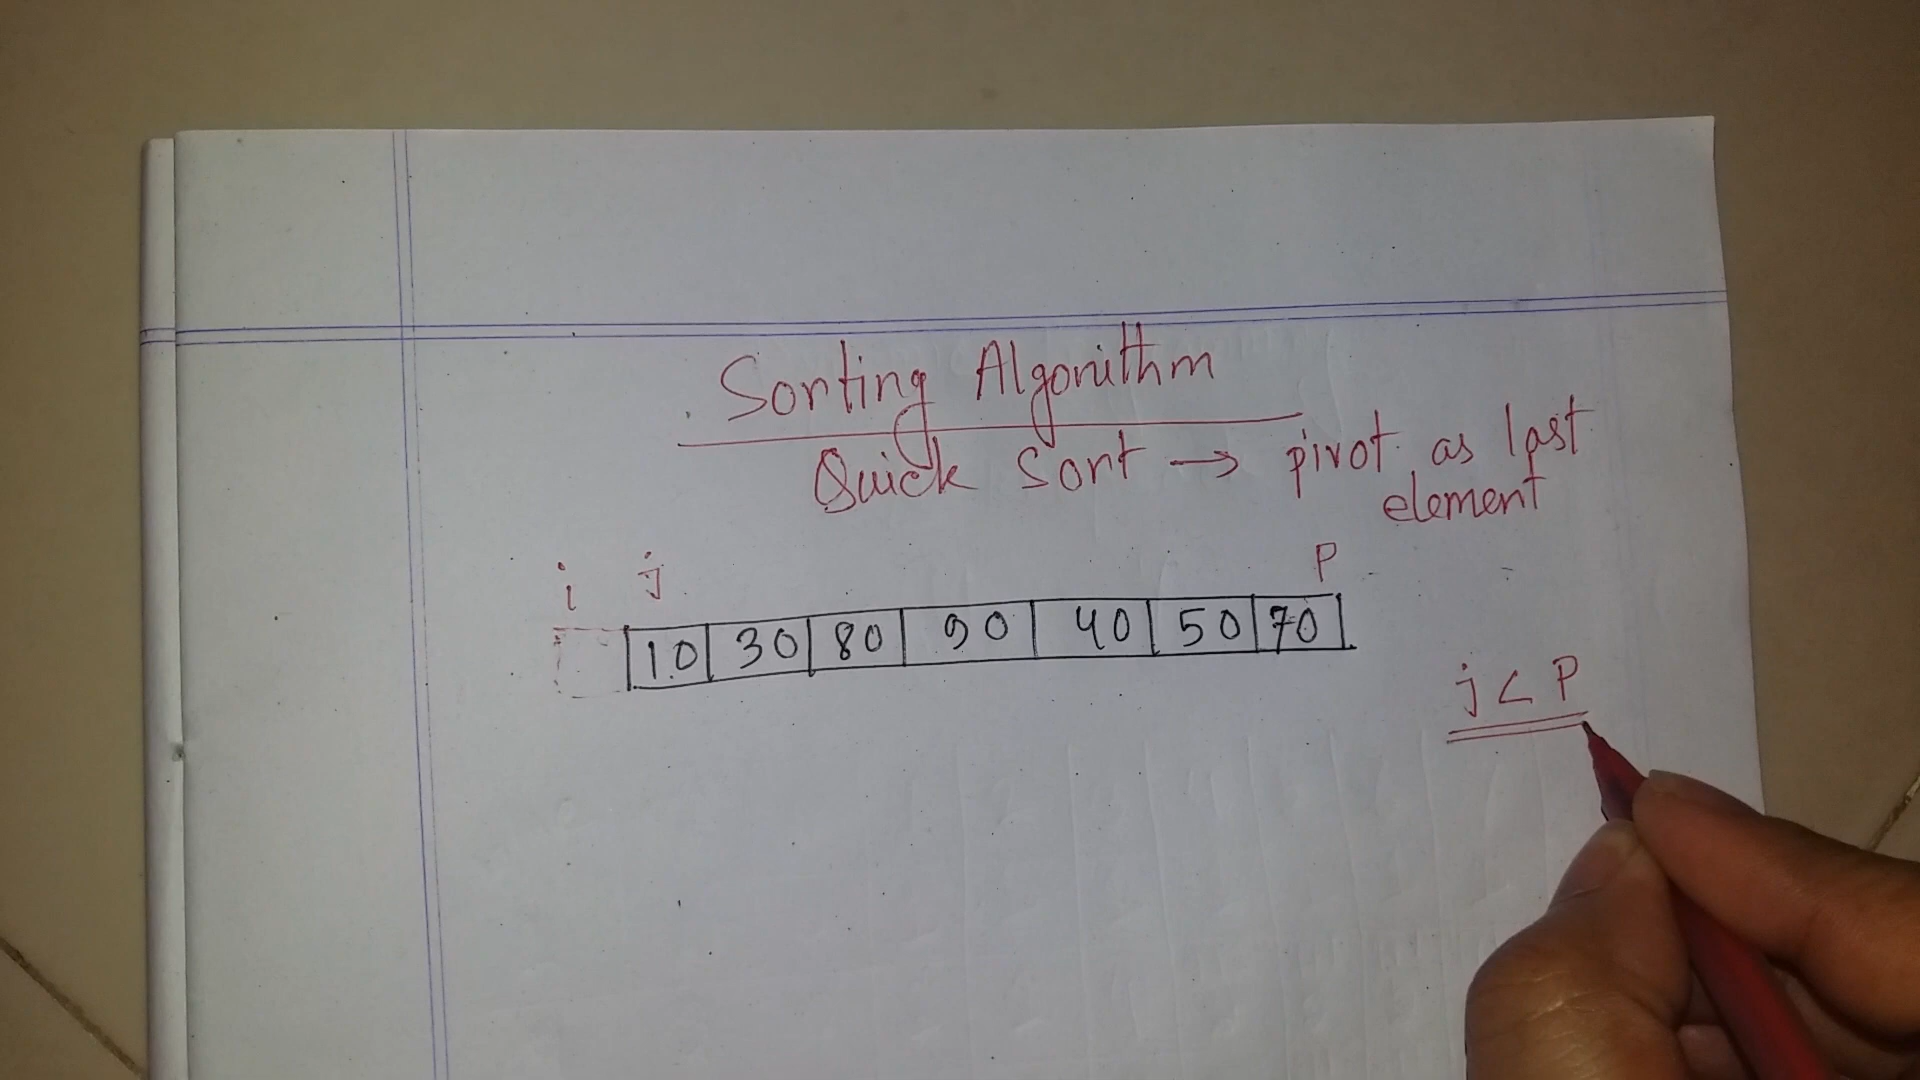 Sorting Algorithm
Quick Sort → pivot as last
element
i j P
10 30 80 90 40 50 70
j < P